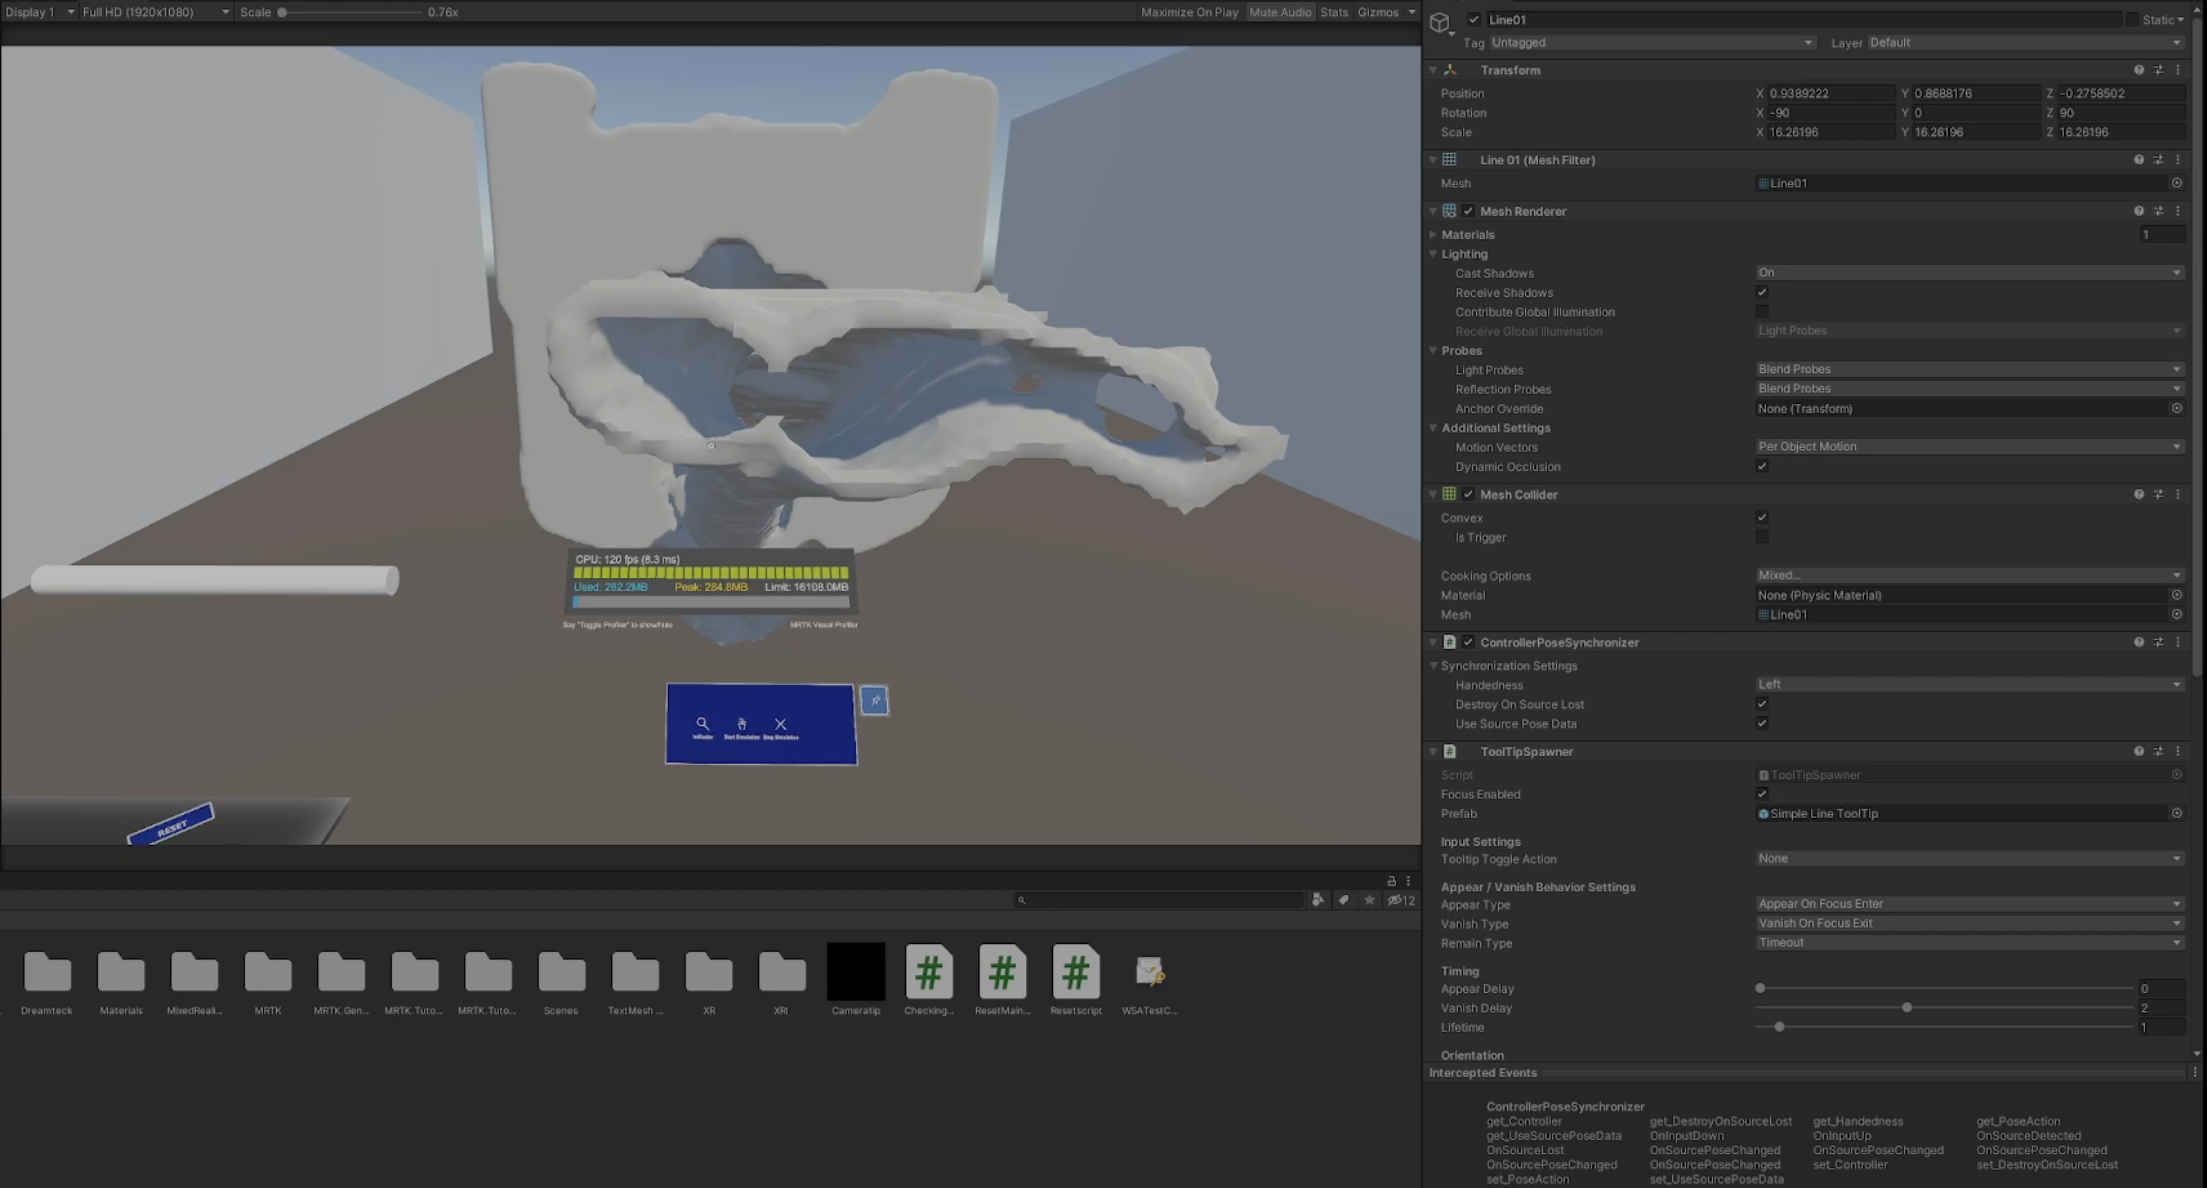 Display 1 Full HD (1920x1080) Scale 0.76x Maximize On Play Mute Audio Stats Gizmos
CPU: 120 fps (8.3 ms)
Used: 282.2MB Peak: 284.8MB Limit: 16108.0MB
Say "Toggle Profiler" to show/hide MRTK Visual Profiler
Indicator Start Simulation Stop Simulation
RESET
12
Dreamteck Materials MixedReali... MRTK MRTK.Gen... MRTK.Tuto... MRTK.Tuto... Scenes TextMesh ... XR XRI Cameratip Checking... ResetMain... Resetscript WSATestC...
Line01 Static
Tag Untagged Layer Default
Transform
Position X 0.9389222 Y 0.8688176 Z -0.2758502
Rotation X -90 Y 0 Z 90
Scale X 16.26196 Y 16.26196 Z 16.26196
Line 01 (Mesh Filter)
Mesh Line01
Mesh Renderer
Materials 1
Lighting
Cast Shadows On
Receive Shadows
Contribute Global Illumination
Receive Global Illumination Light Probes
Probes
Light Probes Blend Probes
Reflection Probes Blend Probes
Anchor Override None (Transform)
Additional Settings
Motion Vectors Per Object Motion
Dynamic Occlusion
Mesh Collider
Convex
Is Trigger
Cooking Options Mixed...
Material None (Physic Material)
Mesh Line01
# ControllerPoseSynchronizer
Synchronization Settings
Handedness Left
Destroy On Source Lost
Use Source Pose Data
# ToolTipSpawner
Script ToolTipSpawner
Focus Enabled
Prefab Simple Line ToolTip
Input Settings
Tooltip Toggle Action None
Appear / Vanish Behavior Settings
Appear Type Appear On Focus Enter
Vanish Type Vanish On Focus Exit
Remain Type Timeout
Timing
Appear Delay 0
Vanish Delay 2
Lifetime 1
Orientation
Intercepted Events
ControllerPoseSynchronizer
get_Controller get_DestroyOnSourceLost get_Handedness get_PoseAction
get_UseSourcePoseData OnInputDown OnInputUp OnSourceDetected
OnSourceLost OnSourcePoseChanged OnSourcePoseChanged OnSourcePoseChanged
OnSourcePoseChanged OnSourcePoseChanged set_Controller set_DestroyOnSourceLost
set_PoseAction set_UseSourcePoseData